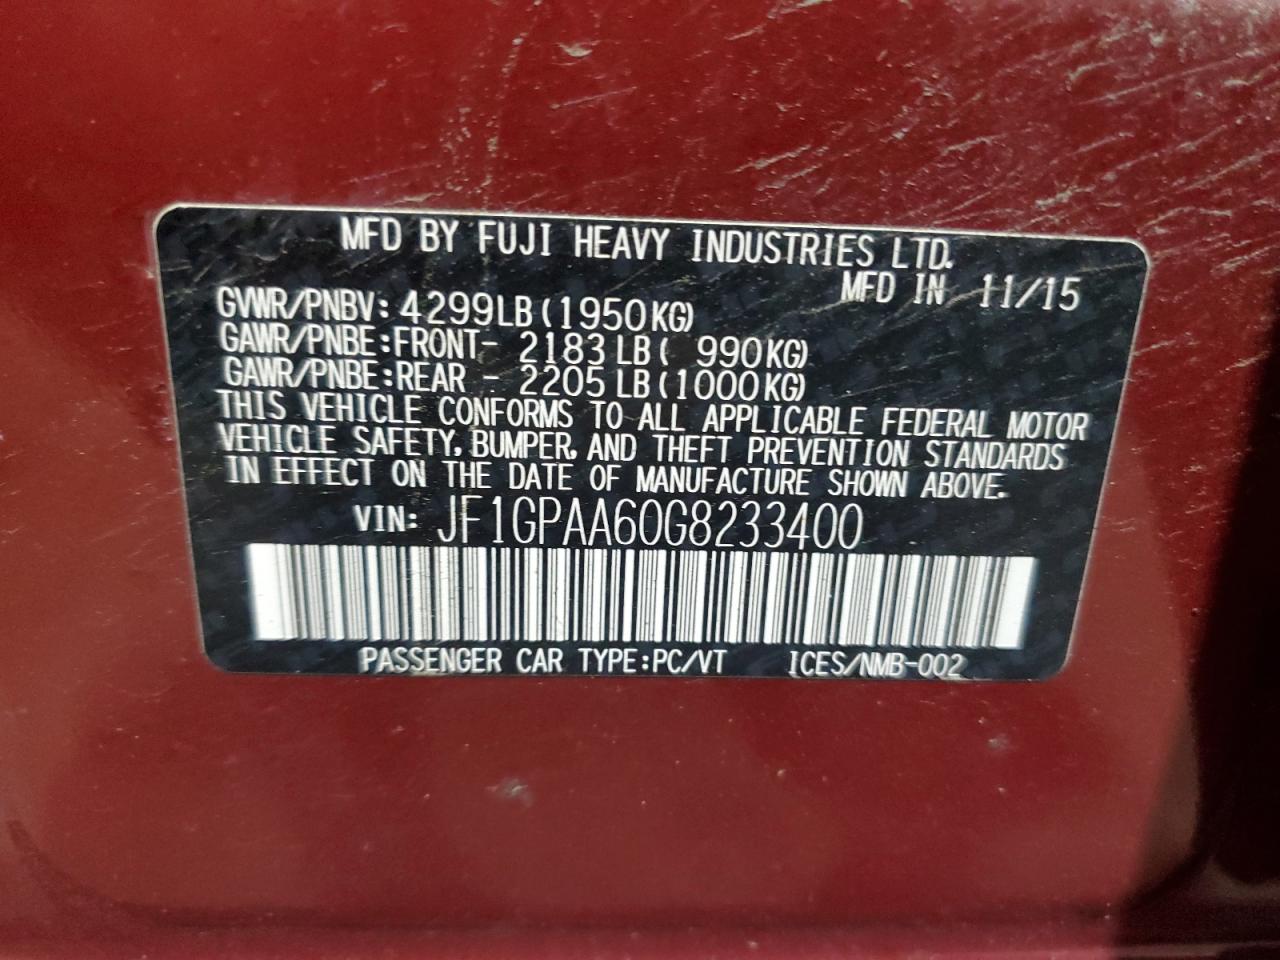 MFD BY FUJI HEAVY INDUSTRIES LTD.
MFD IN 11/15
GVWR/PNBV: 4299LB (1950KG)
GAWR/PNBE:FRONT- 2183 LB ( 990KG)
GAWR/PNBE:REAR - 2205 LB (1000KG)
THIS VEHICLE CONFORMS TO ALL APPLICABLE FEDERAL MOTOR
VEHICLE SAFETY, BUMPER, AND THEFT PREVENTION STANDARDS
IN EFFECT ON THE DATE OF MANUFACTURE SHOWN ABOVE.
VIN: JF1GPAA60G8233400
PASSENGER CAR TYPE:PC/VT ICES/NMB-002